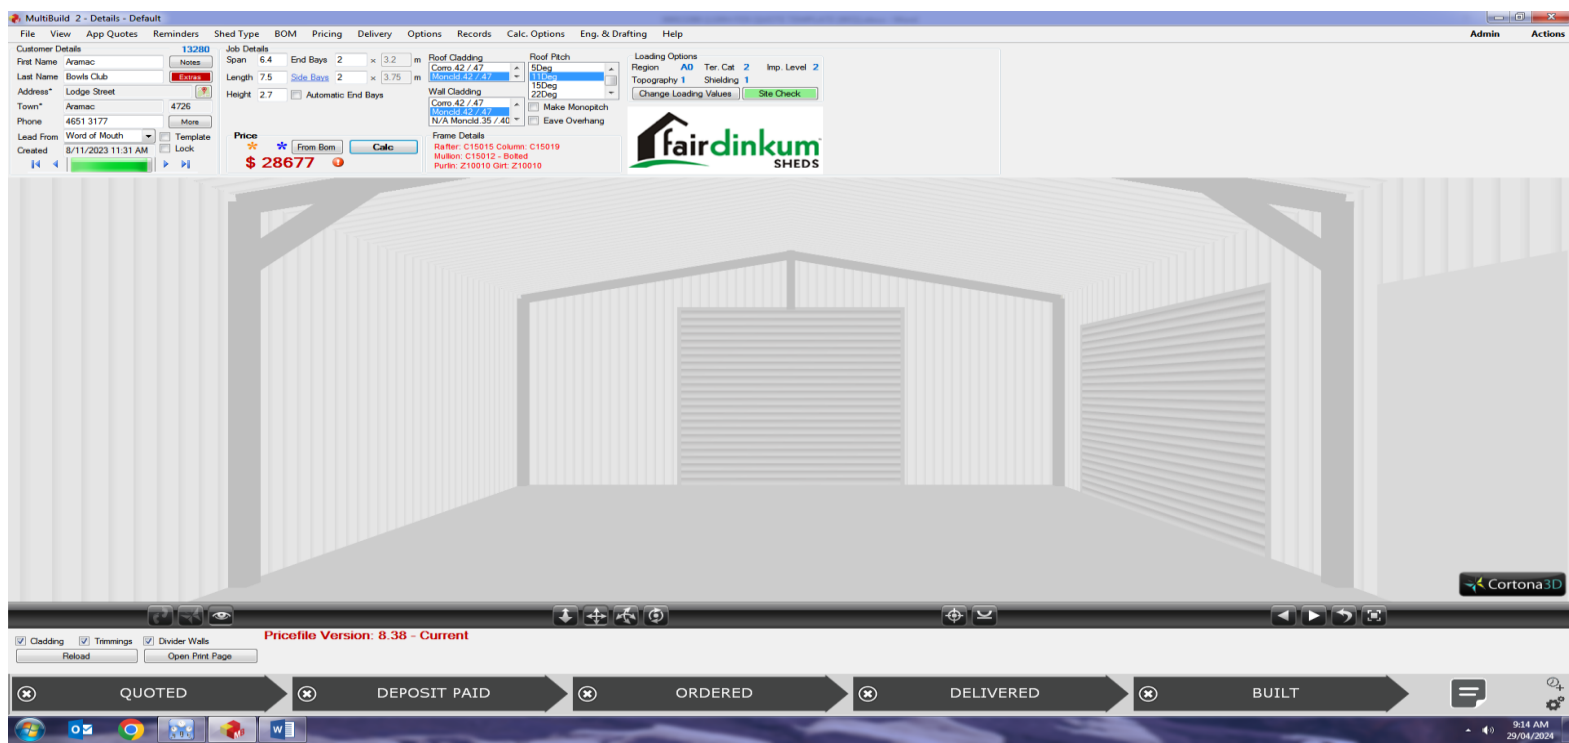 MultiBuild 2 - Details - Default
File View App Quotes Reminders Shed Type BOM Pricing Delivery Options Records Calc. Options Eng. & Drafting Help Admin Actions
Customer Details 13280
First Name Aramac Notes
Last Name Bowls Club Extras
Address* Lodge Street
Town* Aramac 4726
Phone 4651 3177 More
Lead From Word of Mouth Template
Created 8/11/2023 11:31 AM Lock
Job Details
Span 6.4 End Bays 2 x 3.2 m
Length 7.5 Side Bays 2 x 3.75 m
Height 2.7 Automatic End Bays
Price
* * From Bom Calc
$ 28677
Roof Cladding
Corro.42 /.47
Monclad.42 /.47
Wall Cladding
Corro.42 /.47
Monclad.42 /.47
N/A Moncld.35 /.40
Roof Pitch
5Deg
11Deg
15Deg
22Deg
Make Monopitch
Eave Overhang
Frame Details
Rafter: C15015 Column: C15019
Mullion: C15012 - Bolted
Purlin: Z10010 Girt: Z10010
Loading Options
Region A0 Ter. Cat 2 Imp. Level 2
Topography 1 Shielding 1
Change Loading Values Site Check
fairdinkum
SHEDS
Cortona3D
Cladding Trimmings Divider Walls
Reload Open Print Page
Pricefile Version: 8.38 - Current
QUOTED DEPOSIT PAID ORDERED DELIVERED BUILT
9:14 AM
29/04/2024